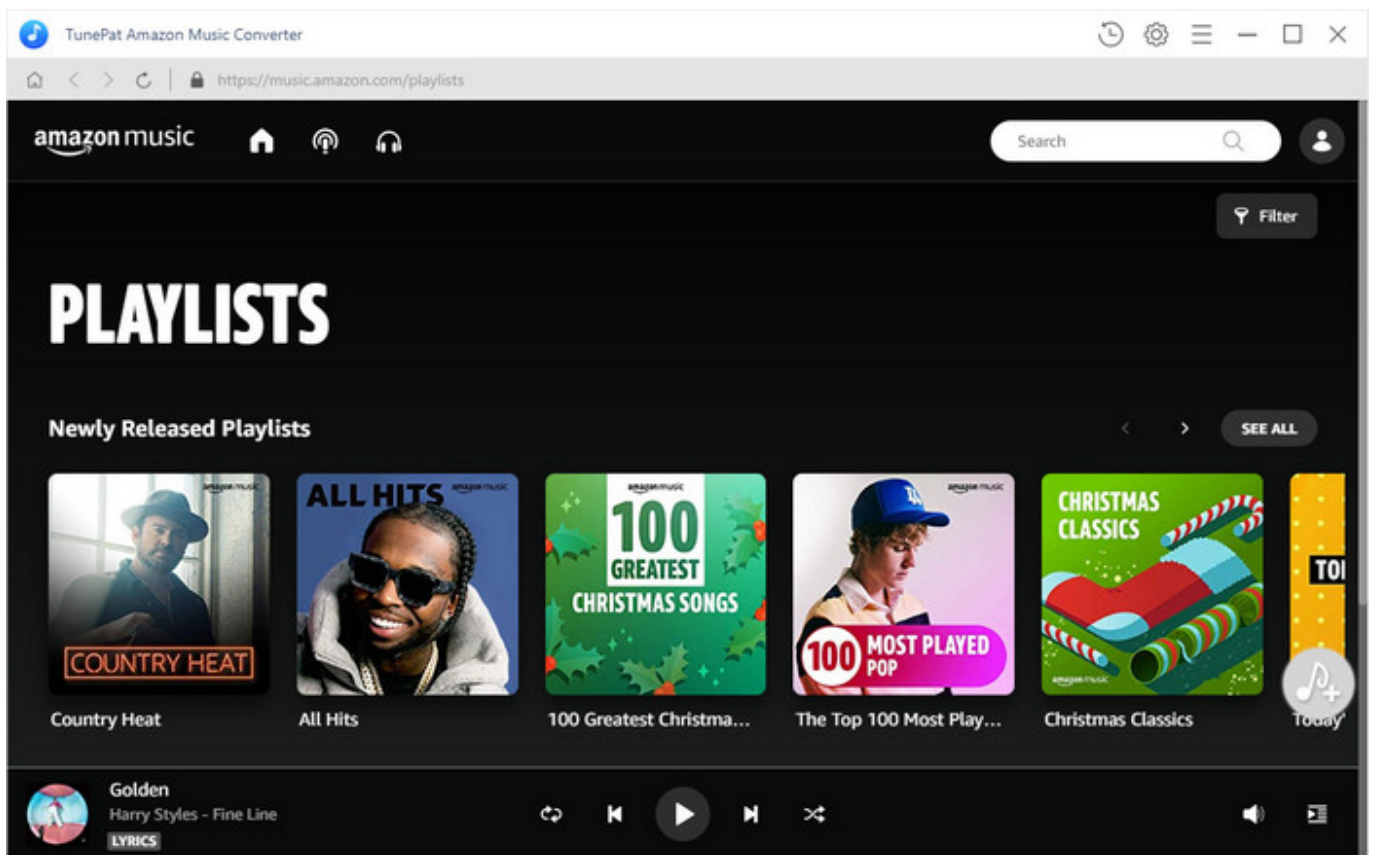 TunePat Amazon Music Converter
https://music.amazon.com/playlists
amazon music
Search
Filter
PLAYLISTS
Newly Released Playlists
SEE ALL
amazon music
COUNTRY HEAT
ALL HITS
amazon music
amazon music
100
GREATEST
CHRISTMAS SONGS
amazon music
LA
100 MOST PLAYED
POP
CHRISTMAS
CLASSICS
amazon music
Country Heat
All Hits
100 Greatest Christma...
The Top 100 Most Play...
Christmas Classics
Golden
Harry Styles - Fine Line
LYRICS